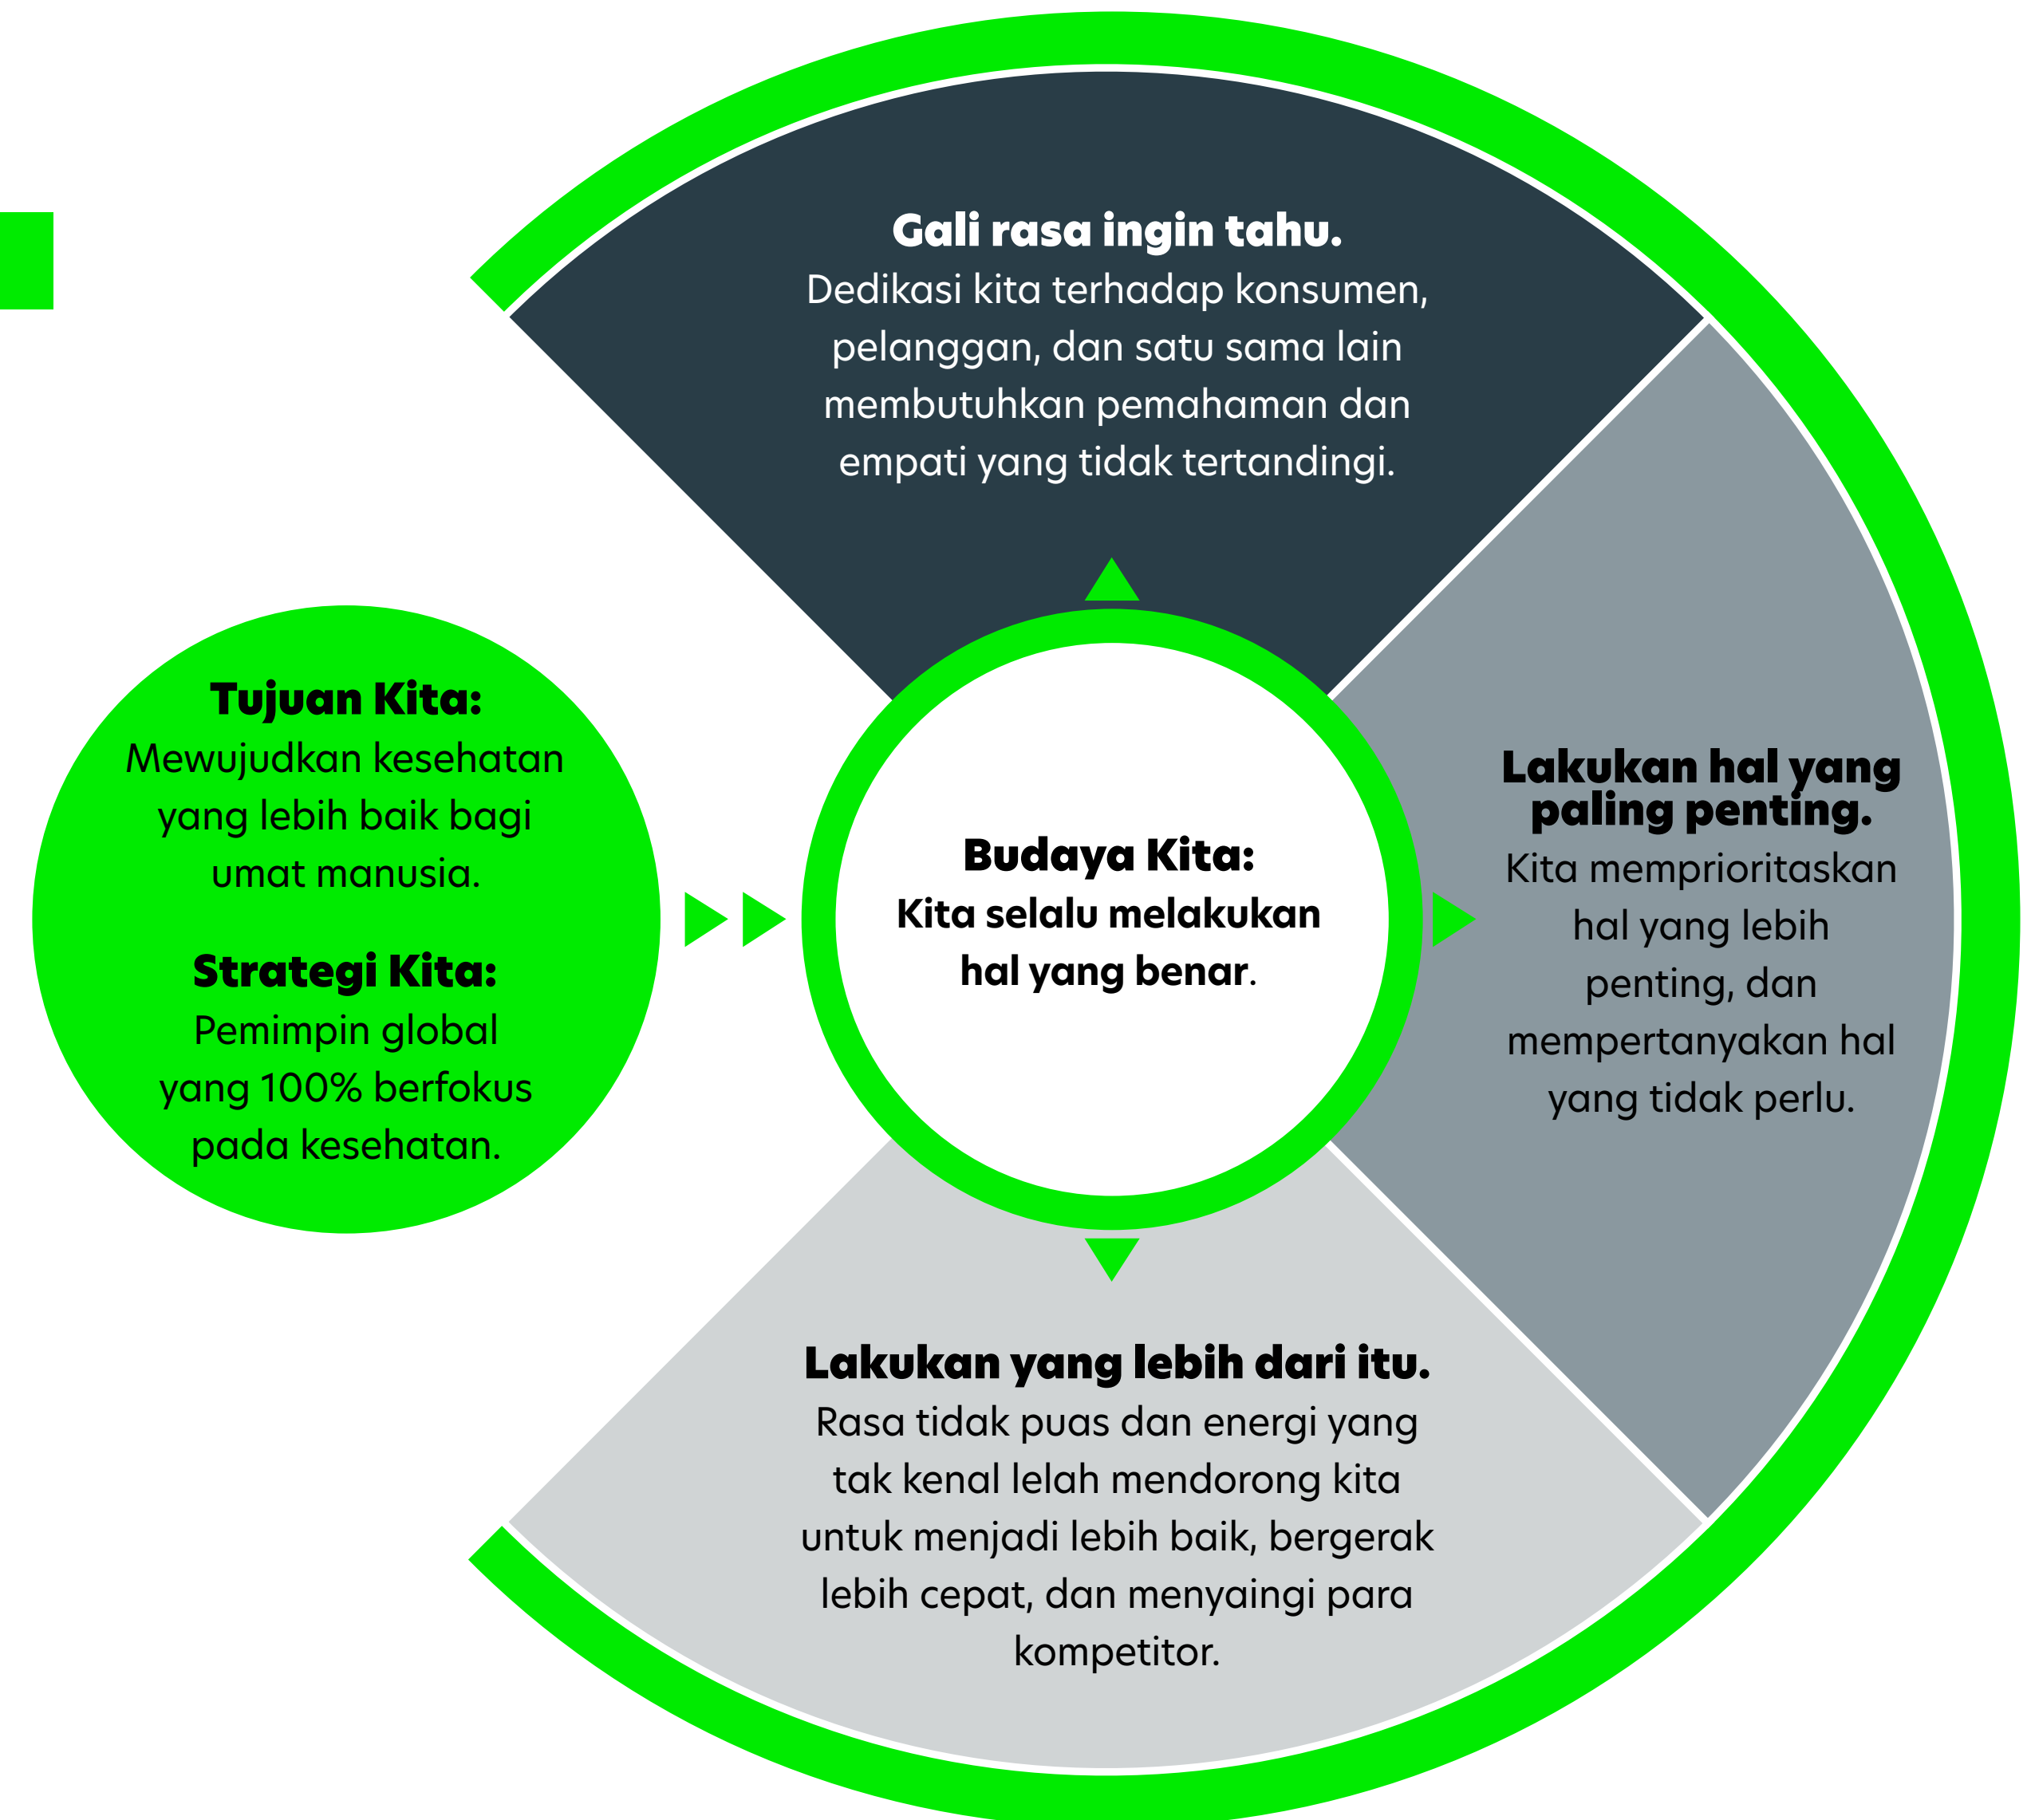 Gali rasa ingin tahu.
Dedikasi kita terhadap konsumen,
pelanggan, dan satu sama lain
membutuhkan pemahaman dan
empati yang tidak tertandingi.
Tujuan Kita:
Mewujudkan kesehatan
yang lebih baik bagi
umat manusia.
Strategi Kita:
Pemimpin global
yang 100% berfokus
pada kesehatan.
Budaya Kita:
Kita selalu melakukan
hal yang benar.
Lakukan hal yang
paling penting.
Kita memprioritaskan
hal yang lebih
penting, dan
mempertanyakan hal
yang tidak perlu.
Lakukan yang lebih dari itu.
Rasa tidak puas dan energi yang
tak kenal lelah mendorong kita
untuk menjadi lebih baik, bergerak
lebih cepat, dan menyaingi para
kompetitor.